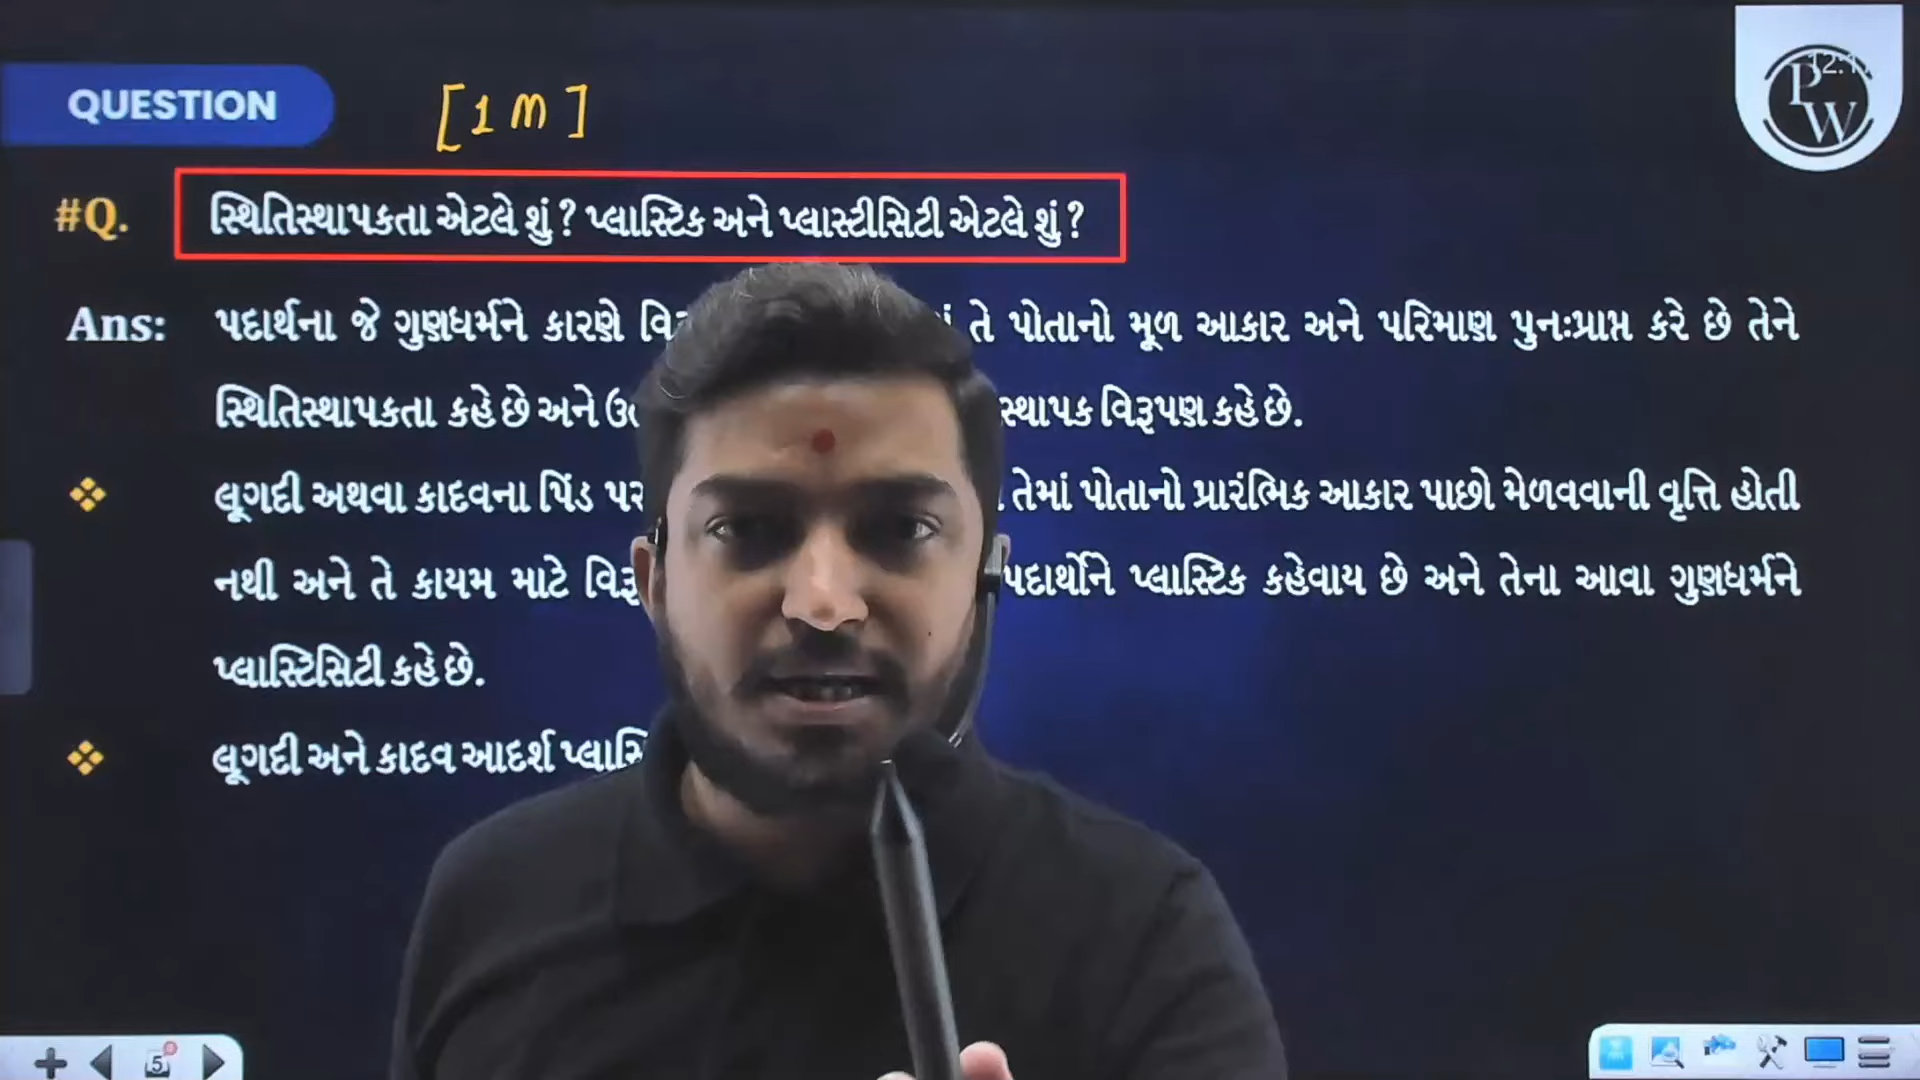 QUESTION
[1 m]
P
W
#Q. સ્થિતિસ્થાપકતા એટલે શું ? પ્લાસ્ટિક અને પ્લાસ્ટીસિટી એટલે શું ?
Ans: પદાર્થના જે ગુણધર્મને કારણે તે પોતાનો મૂળ આકાર અને પરિમાણ પુનઃપ્રાપ્ત કરે છે તેને
સ્થિતિસ્થાપકતા કહે છે અને સ્થાપક વિરૂપણ કહે છે.
લૂગદી અથવા કાદવના પિંડ પર તેમાં પોતાનો પ્રારંભિક આકાર પાછો મેળવવાની વૃત્તિ હોતી
નથી અને તે કાયમ માટે પદાર્થોને પ્લાસ્ટિક કહેવાય છે અને તેના આવા ગુણધર્મને
પ્લાસ્ટિસિટી કહે છે.
લૂગદી અને કાદવ આદર્શ
5